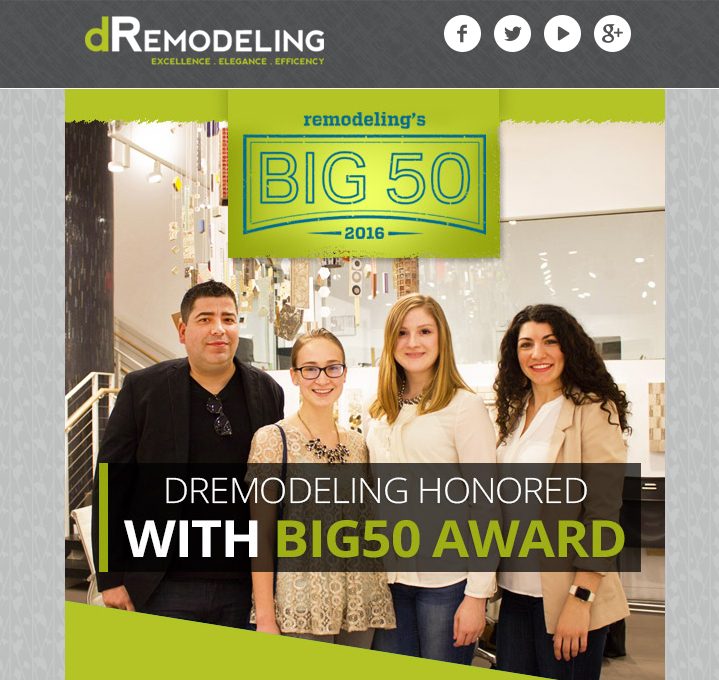 dREMODELING
EXCELLENCE . ELEGANCE . EFFICENCY
f
g+
remodeling's
BIG 50
2016
DREMODELING HONORED
WITH BIG50 AWARD